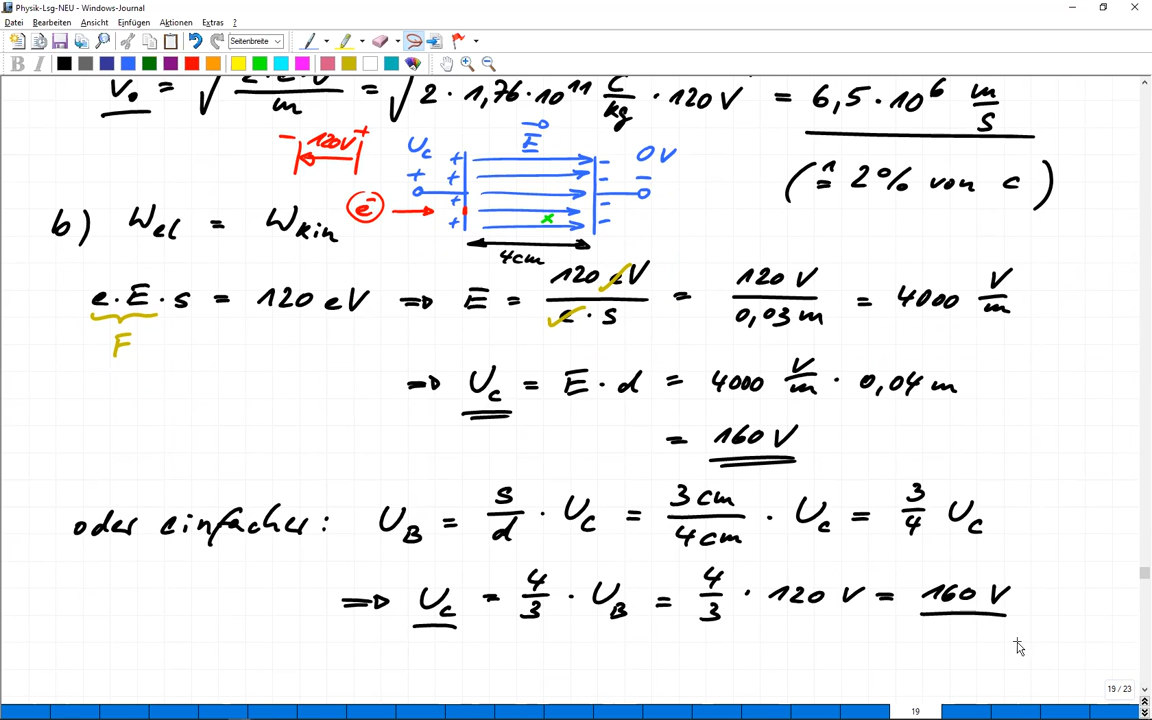 Physik-Lsg-NEU - Windows-Journal
Datei Bearbeiten Ansicht Einfügen Aktionen Extras ?
Seitenbreite
B I
v₀ = √(2·E·V / m) = √2 · 1,76·10¹¹ C/kg · 120V = 6,5·10⁶ m/s
(≙ 2% von c)
- 120V +
U_C + E 0V -
e⁻
4cm
b) W_el = W_kin
e·E·s = 120 eV ⇒ E = 120 eV / e·s = 120 V / 0,03 m = 4000 V/m
F
⇒ U_C = E·d = 4000 V/m · 0,04 m
= 160 V
oder einfacher: U_B = s/d · U_C = 3cm/4cm · U_C = 3/4 U_C
⇒ U_C = 4/3 · U_B = 4/3 · 120 V = 160 V
19 / 23
19